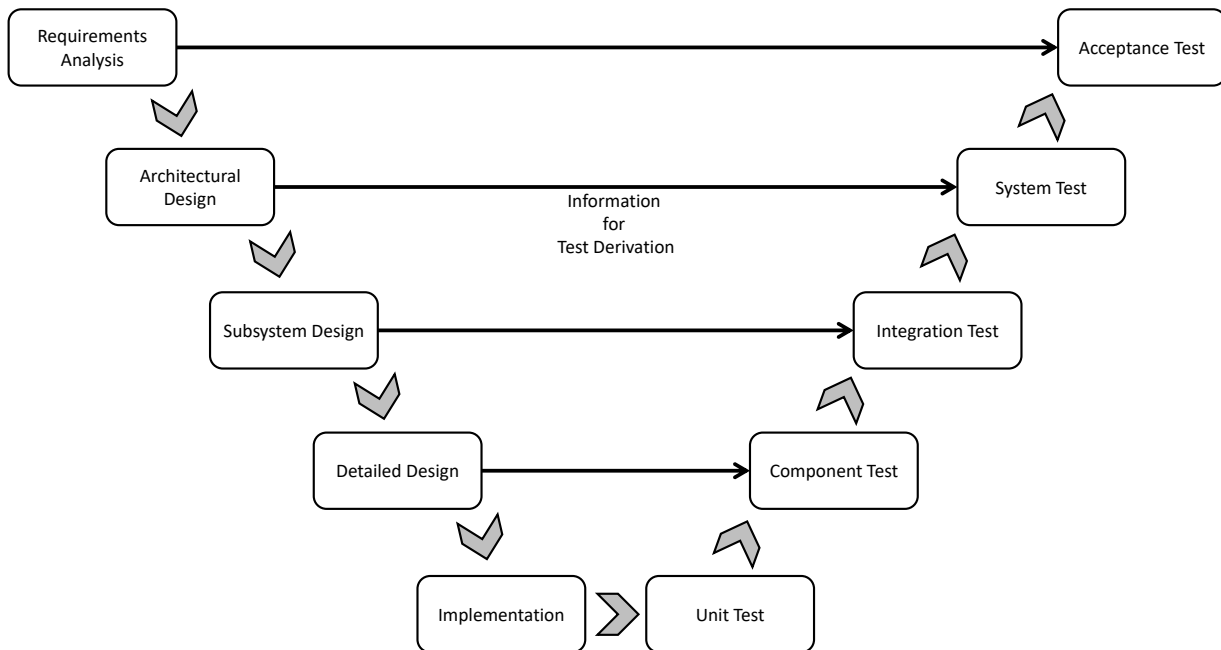 Requirements
Analysis
Acceptance Test
Architectural
Design
System Test
Information
for
Test Derivation
Subsystem Design
Integration Test
Detailed Design
Component Test
Implementation
Unit Test